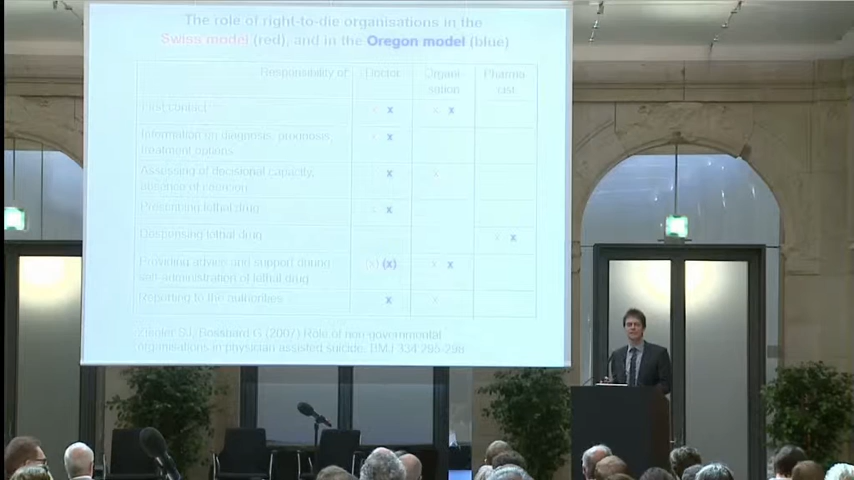 The role of right-to-die organisations in the
Swiss model (red), and in the Oregon model (blue)
Responsibility of Doctor Organi- Pharma
sation cist
First contact x x x x
Information on diagnosis, prognosis, x x
treatment options
Assessing of decisional capacity, x x
absence of coercion
Prescribing lethal drug x x
Dispensing lethal drug x x
Providing advice and support during (x) (x) x x
self-administration of lethal drug
Reporting to the authorities x x
Ziegler SJ, Bosshard G (2007) Role of non-governmental
organisations in physician assisted suicide. BMJ 334:295-298